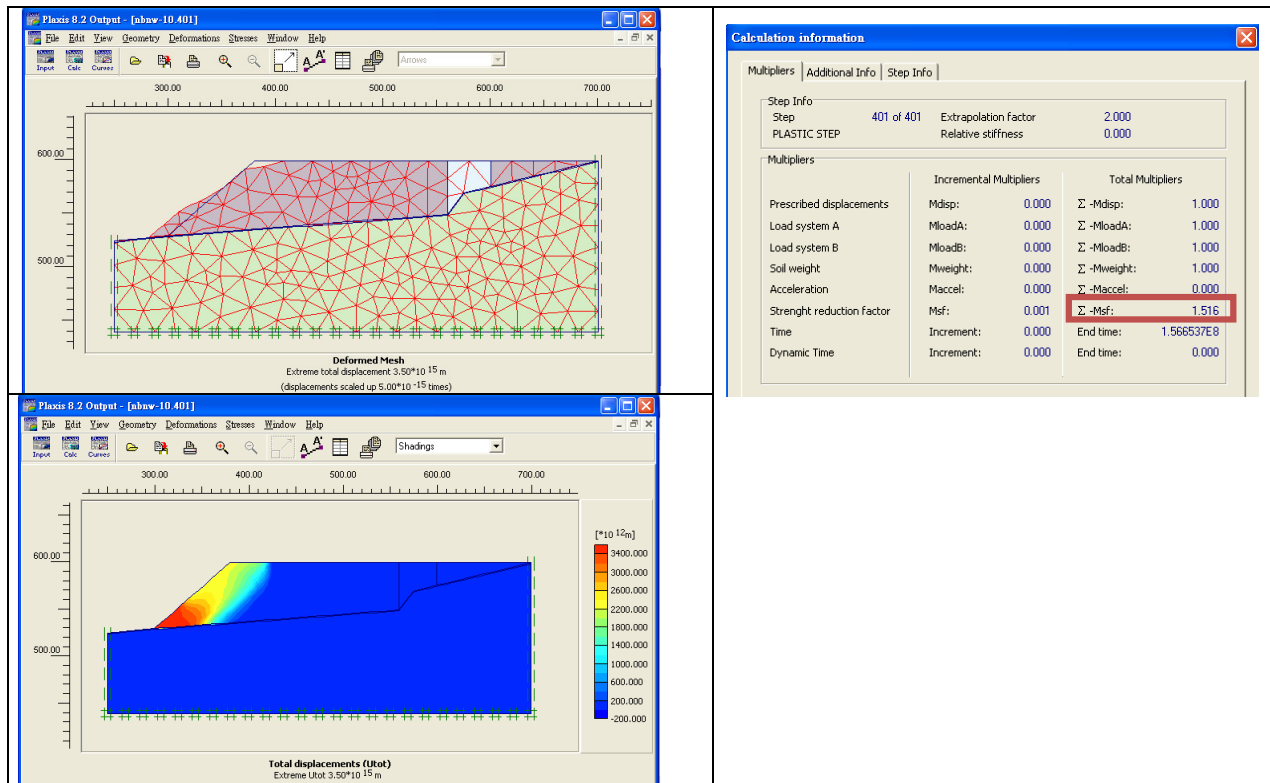 Plaxis 8.2 Output - [nbnw-10.401]
File Edit View Geometry Deformations Stresses Window Help
Input Calc Curves Arrows
300.00 400.00 500.00 600.00 700.00
600.00
500.00
Deformed Mesh
Extreme total displacement 3.50*10 15 m
(displacements scaled up 5.00*10 -15 times)
Calculation information
Multipliers Additional Info Step Info
Step Info
Step 401 of 401 Extrapolation factor 2.000
PLASTIC STEP Relative stiffness 0.000
Multipliers
Incremental Multipliers Total Multipliers
Prescribed displacements Mdisp: 0.000 Σ -Mdisp: 1.000
Load system A MloadA: 0.000 Σ -MloadA: 1.000
Load system B MloadB: 0.000 Σ -MloadB: 1.000
Soil weight Mweight: 0.000 Σ -Mweight: 1.000
Acceleration Maccel: 0.000 Σ -Maccel: 0.000
Strenght reduction factor Msf: 0.001 Σ -Msf: 1.516
Time Increment: 0.000 End time: 1.566537E8
Dynamic Time Increment: 0.000 End time: 0.000
Plaxis 8.2 Output - [nbnw-10.401]
File Edit View Geometry Deformations Stresses Window Help
Input Calc Curves Shadings
300.00 400.00 500.00 600.00 700.00
600.00
500.00
[*10 12m]
3400.000
3000.000
2600.000
2200.000
1800.000
1400.000
1000.000
600.000
200.000
-200.000
Total displacements (Utot)
Extreme Utot 3.50*10 15 m